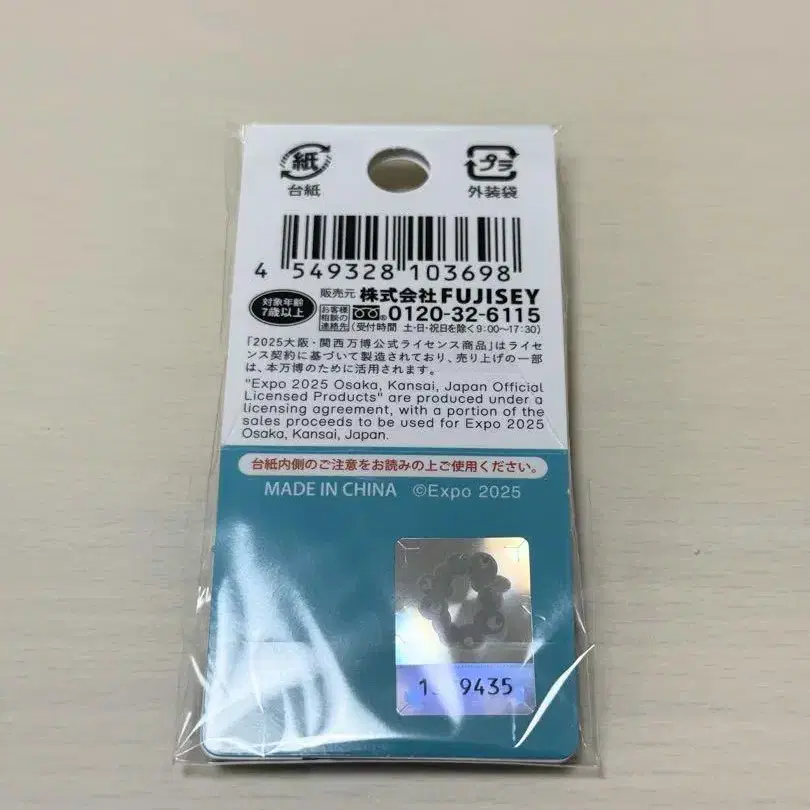 紙
台紙
プラ
外装袋
4 549328 103698
対象年齢
7歳以上
販売元 株式会社 FUJISEY
お客様
相談の
連絡先
0120-32-6115
(受付時間 土・日・祝日を除く9:00〜17:30)
「2025大阪・関西万博公式ライセンス商品」はライセ
ンス契約に基づいて製造されており、売り上げの一部
は、本万博のために活用されます。
"Expo 2025 Osaka, Kansai, Japan Official
Licensed Products" are produced under a
licensing agreement, with a portion of the
sales proceeds to be used for Expo 2025
Osaka, Kansai, Japan.
台紙内側のご注意をお読みの上ご使用ください。
MADE IN CHINA ©Expo 2025